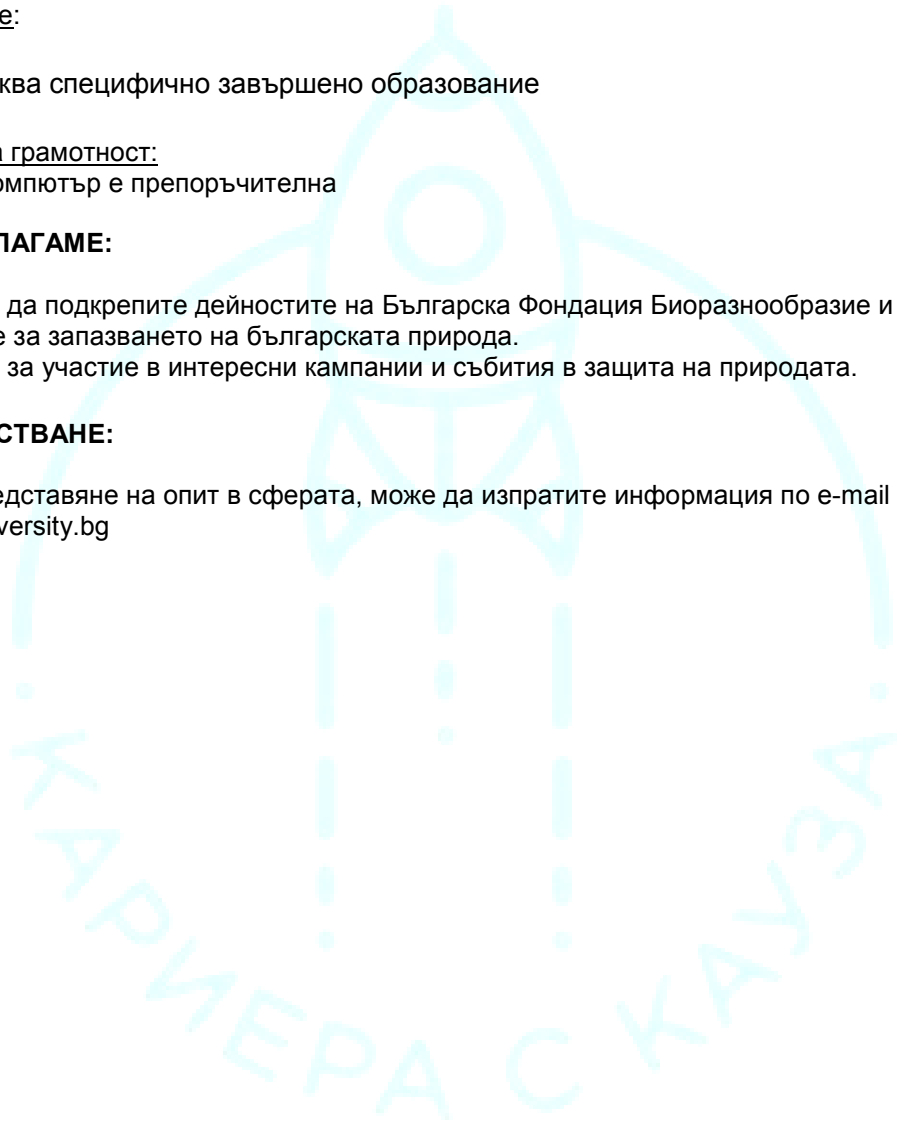 е:
ква специфично завършено образование
а грамотност:
омпютър е препоръчителна
ЛАГАМЕ:
да подкрепите дейностите на Българска Фондация Биоразнообразие и
е за запазването на българската природа.
за участие в интересни кампании и събития в защита на природата.
СТВАНЕ:
едставяне на опит в сферата, може да изпратите информация по e-mail
versity.bg
КАРИЕРА С КАУЗА